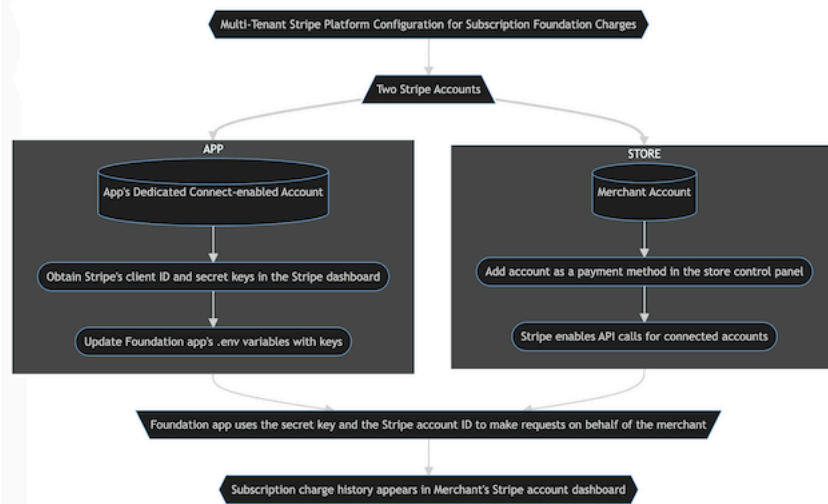 Multi-Tenant Stripe Platform Configuration for Subscription Foundation Charges
Two Stripe Accounts
APP
App's Dedicated Connect-enabled Account
Obtain Stripe's client ID and secret keys in the Stripe dashboard
Update Foundation app's .env variables with keys
STORE
Merchant Account
Add account as a payment method in the store control panel
Stripe enables API calls for connected accounts
Foundation app uses the secret key and the Stripe account ID to make requests on behalf of the merchant
Subscription charge history appears in Merchant's Stripe account dashboard